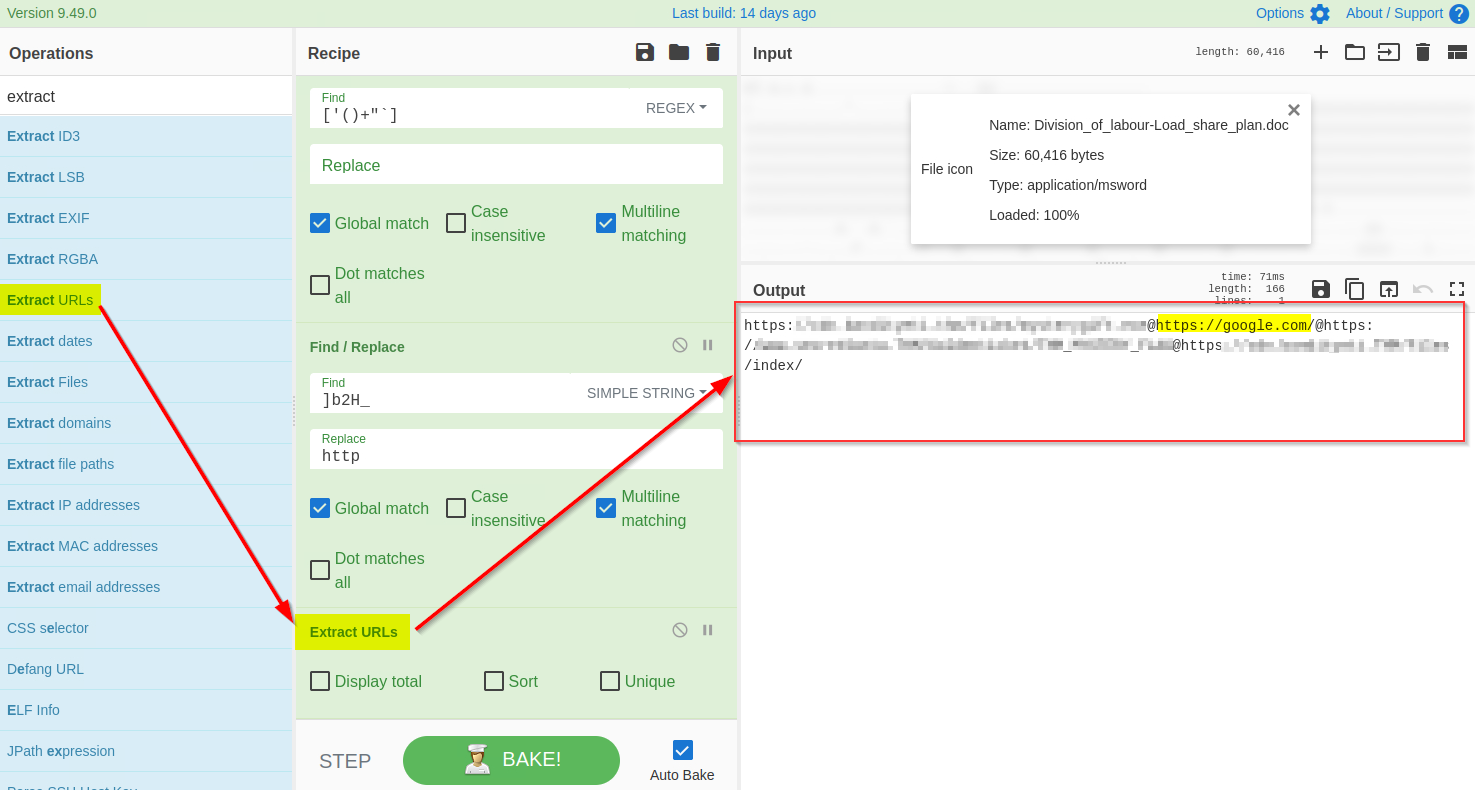 Version 9.49.0
Last build: 14 days ago
Options
About / Support
Operations
extract
Extract ID3
Extract LSB
Extract EXIF
Extract RGBA
Extract URLs
Extract dates
Extract Files
Extract domains
Extract file paths
Extract IP addresses
Extract MAC addresses
Extract email addresses
CSS selector
Defang URL
ELF Info
JPath expression
Parse SSH Host Key
Recipe
Find
['()+"`]
REGEX
Replace
Global match
Case insensitive
Multiline matching
Dot matches all
Find / Replace
Find
]b2H_
SIMPLE STRING
Replace
http
Global match
Case insensitive
Multiline matching
Dot matches all
Extract URLs
Display total
Sort
Unique
STEP
BAKE!
Auto Bake
Input
length: 60,416
File icon
Name: Division_of_labour-Load_share_plan.doc
Size: 60,416 bytes
Type: application/msword
Loaded: 100%
Output
time: 71ms
length: 166
lines: 1
https: @https://google.com/@https:
/ @https
/index/